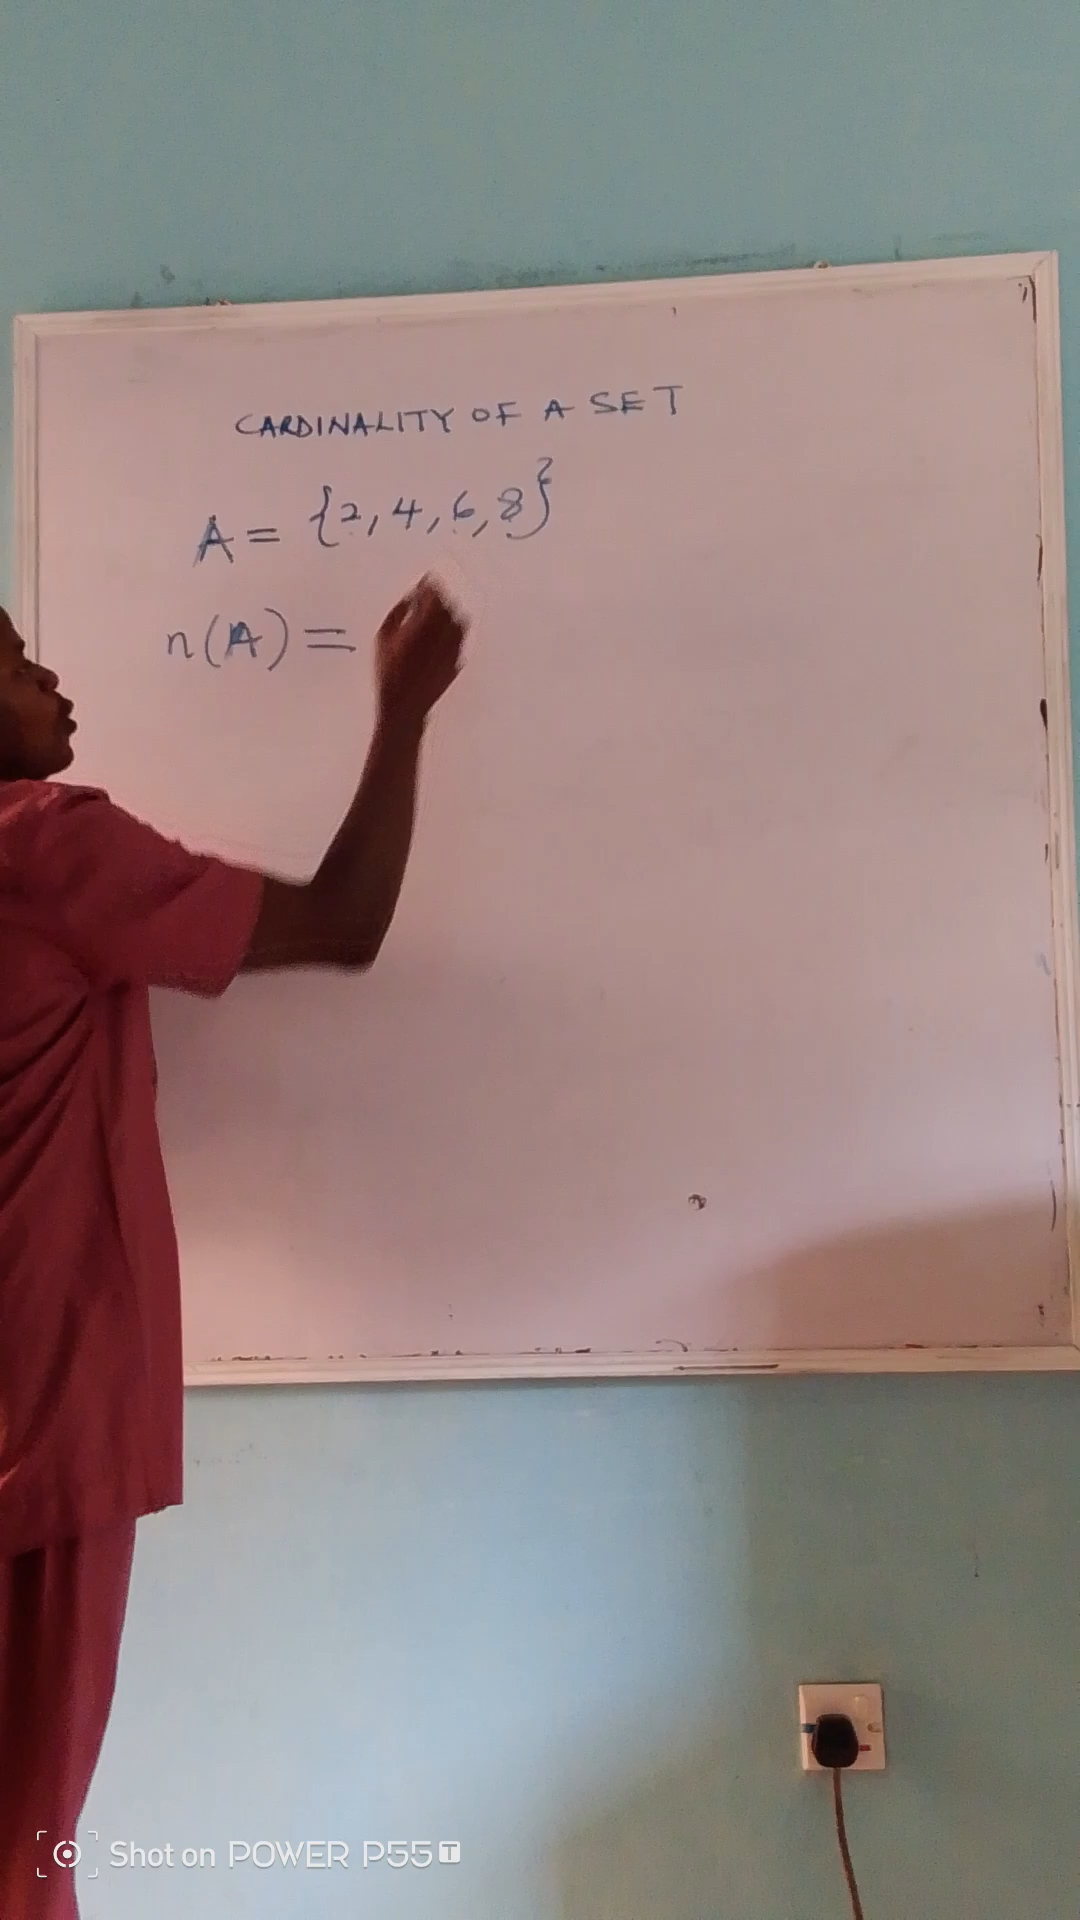 CARDINALITY OF A SET
A = {2, 4, 6, 8}
n(A) =
Shot on POWER P55 T